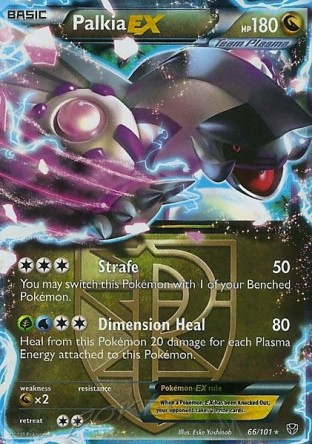 BASIC
Palkia EX
HP 180
Team Plasma
Strafe 50
You may switch this Pokémon with 1 of your Benched
Pokémon.
Dimension Heal 80
Heal from this Pokémon 20 damage for each Plasma
Energy attached to this Pokémon.
weakness resistance
×2
retreat
Pokémon-EX rule
When a Pokémon-EX has been Knocked Out,
your opponent takes 2 Prize cards.
Illus. Eske Yoshinob
66/101